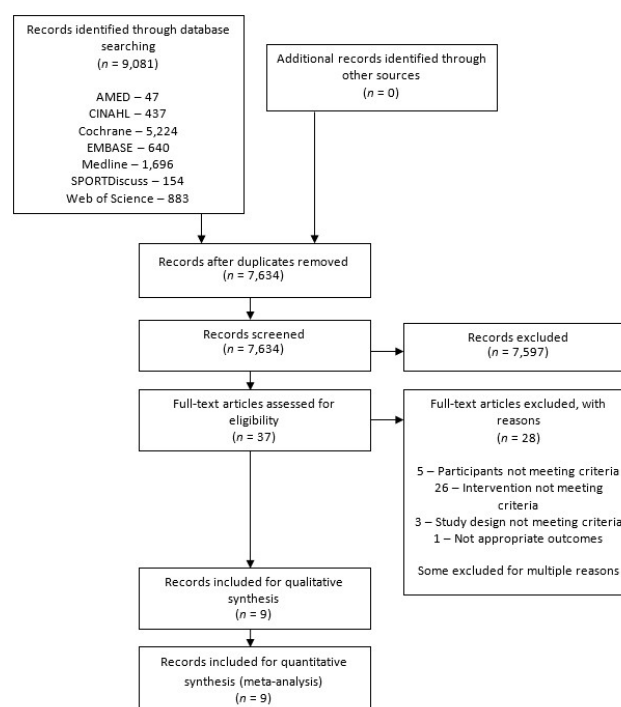 Records identified through database
searching
(n = 9,081)
AMED – 47
CINAHL – 437
Cochrane – 5,224
EMBASE – 640
Medline – 1,696
SPORTDiscuss – 154
Web of Science – 883
Additional records identified through
other sources
(n = 0)
Records after duplicates removed
(n = 7,634)
Records screened
(n = 7,634)
Records excluded
(n = 7,597)
Full-text articles assessed for
eligibility
(n = 37)
Full-text articles excluded, with
reasons
(n = 28)
5 – Participants not meeting criteria
26 – Intervention not meeting
criteria
3 – Study design not meeting criteria
1 – Not appropriate outcomes
Some excluded for multiple reasons
Records included for qualitative
synthesis
(n = 9)
Records included for quantitative
synthesis (meta-analysis)
(n = 9)